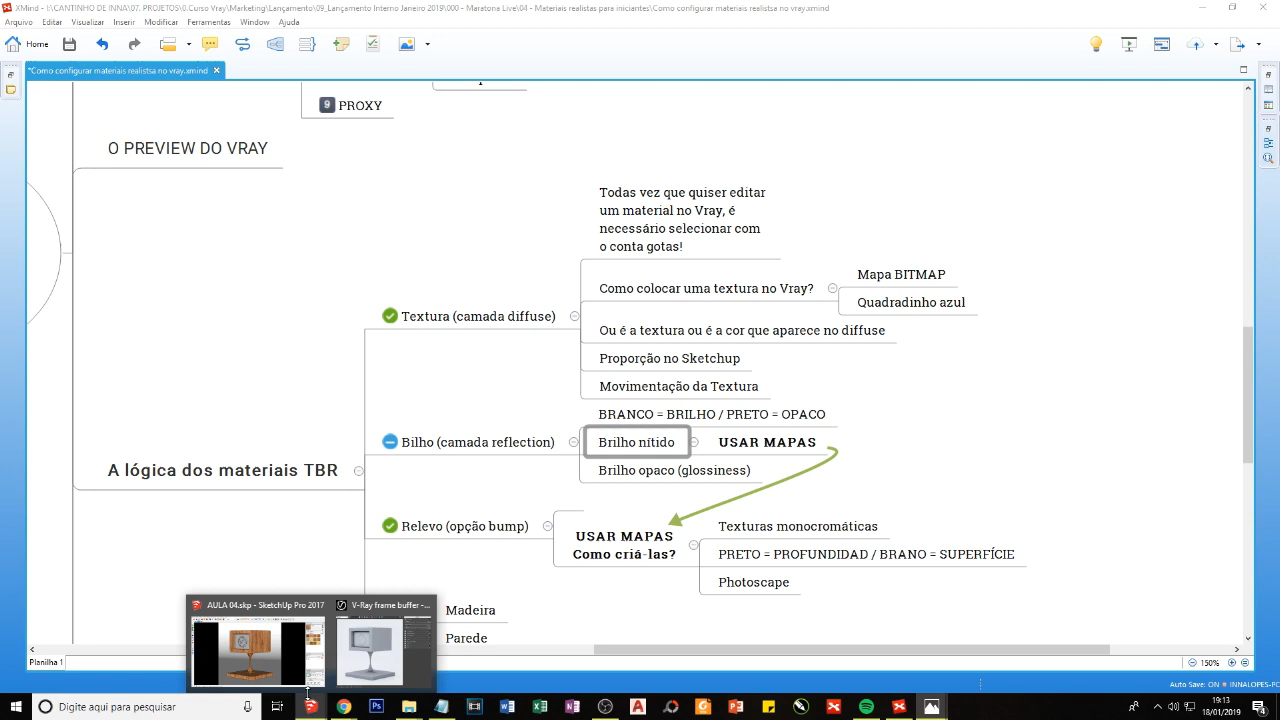 XMind - I:\CANTINHO DE INNA\07. PROJETOS\0.Curso Vray\Marketing\Lançamento\09_Lançamento Interno Janeiro 2019\000 - Maratona Live\04 - Materiais realistas para iniciantes\Como configurar materiais realistsa no vray.xmind
Arquivo Editar Visualizar Inserir Modificar Ferramentas Window Ajuda
Home
*Como configurar materiais realistsa no vray.xmind
9 PROXY
O PREVIEW DO VRAY
Todas vez que quiser editar
um material no Vray, é
necessário selecionar com
o conta gotas!
Mapa BITMAP
Como colocar uma textura no Vray?
Quadradinho azul
Textura (camada diffuse)
Ou é a textura ou é a cor que aparece no diffuse
Proporção no Sketchup
Movimentação da Textura
BRANCO = BRILHO / PRETO = OPACO
Bilho (camada reflection)
Brilho nítido
USAR MAPAS
A lógica dos materiais TBR
Brilho opaco (glossiness)
Relevo (opção bump)
USAR MAPAS
Como criá-las?
Texturas monocromáticas
PRETO = PROFUNDIDAD / BRANO = SUPERFÍCIE
Photoscape
AULA 04.skp - SketchUp Pro 2017
V-Ray frame buffer -...
Madeira
Parede
Planilha 1
150%
Auto Save: ON
INNALOPES-PC
Digite aqui para pesquisar
19:13
18/01/2019